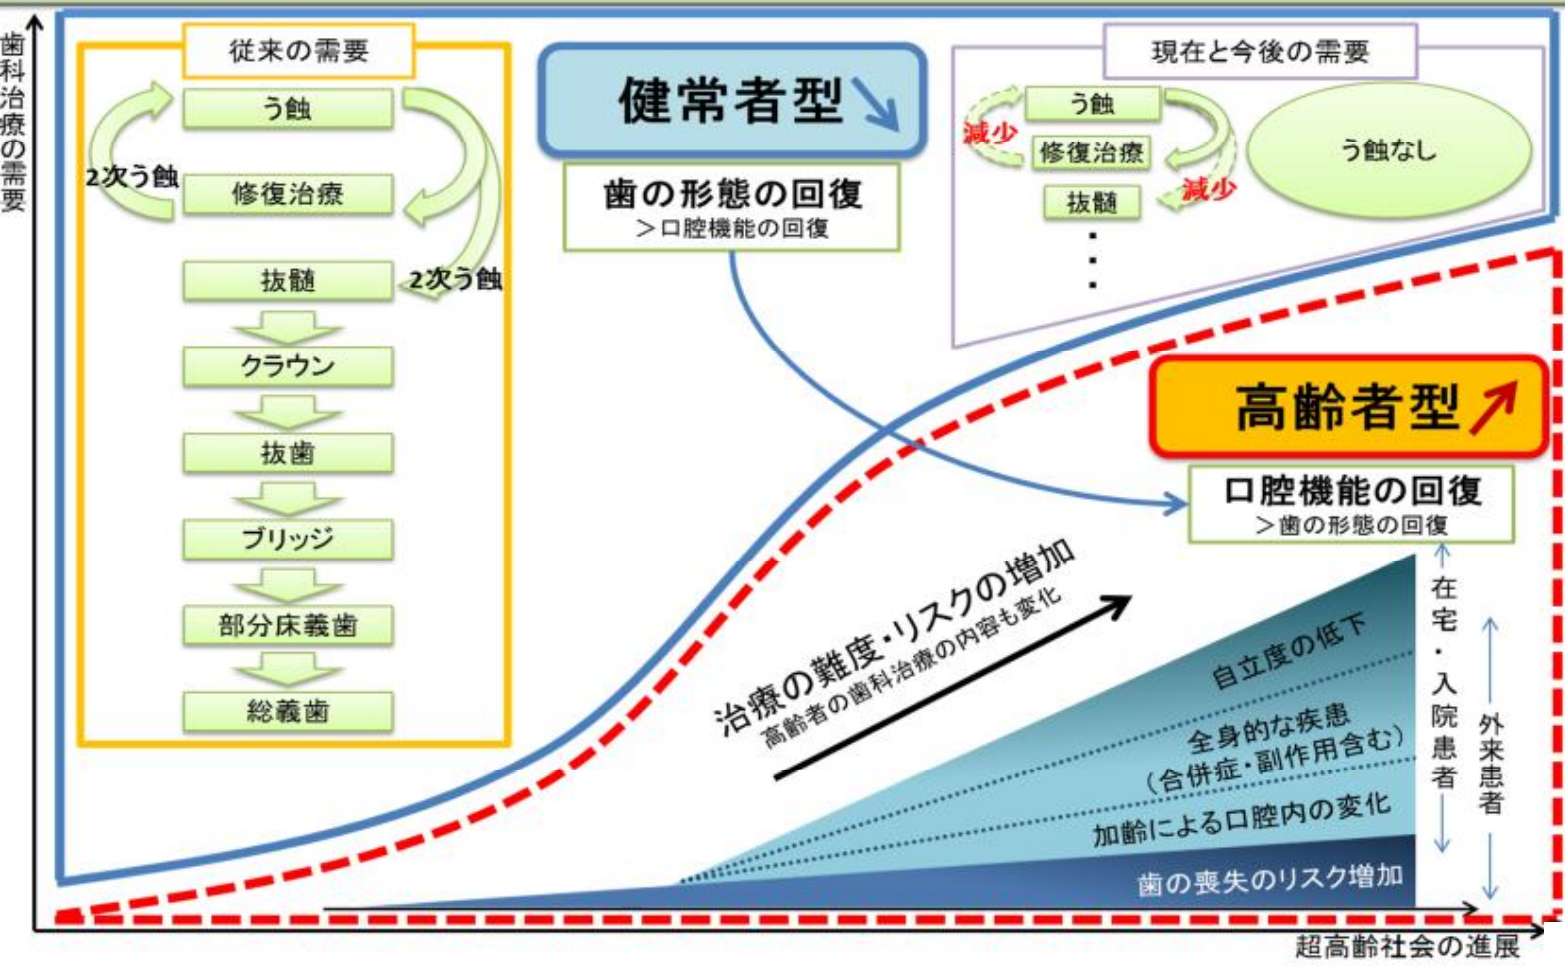 歯科治療の需要
従来の需要
う蝕
2次う蝕
修復治療
抜髄
2次う蝕
クラウン
抜歯
ブリッジ
部分床義歯
総義歯
健常者型
歯の形態の回復
＞口腔機能の回復
現在と今後の需要
う蝕
減少
修復治療
減少
抜髄
・
・
・
う蝕なし
高齢者型
口腔機能の回復
＞歯の形態の回復
治療の難度・リスクの増加
高齢者の歯科治療の内容も変化
自立度の低下
全身的な疾患
（合併症・副作用含む）
加齢による口腔内の変化
歯の喪失のリスク増加
在宅・入院患者
外来患者
超高齢社会の進展